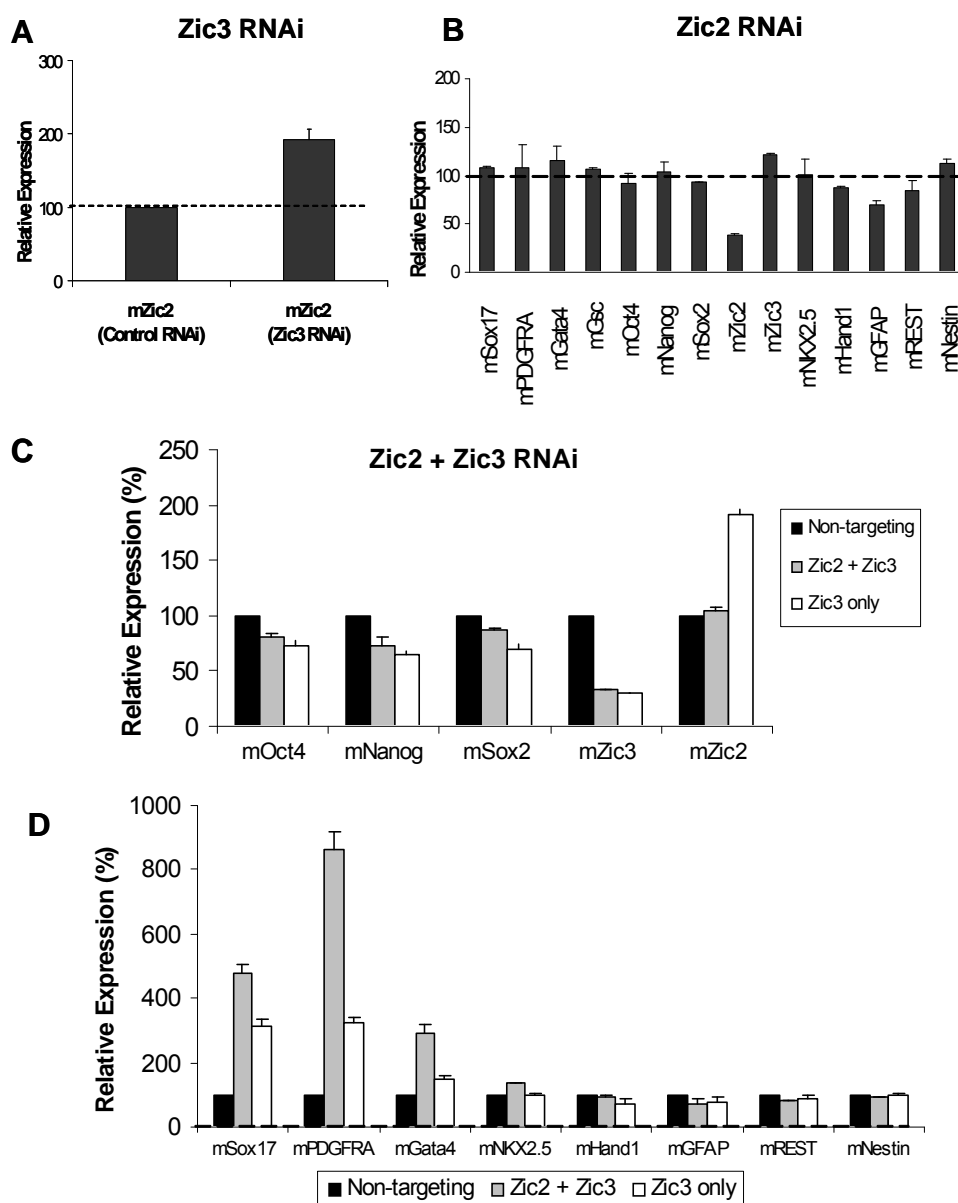 A
Zic3 RNAi
Relative Expression
300
200
100
0
mZic2
(Control RNAi)
mZic2
(Zic3 RNAi)
B
Zic2 RNAi
Relative Expression
200
150
100
50
0
mSox17
mPDGFRA
mGata4
mGsc
mOct4
mNanog
mSox2
mZic2
mZic3
mNKX2.5
mHand1
mGFAP
mREST
mNestin
C
Zic2 + Zic3 RNAi
Relative Expression (%)
250
200
150
100
50
0
mOct4
mNanog
mSox2
mZic3
mZic2
Non-targeting
Zic2 + Zic3
Zic3 only
D
Relative Expression (%)
1000
800
600
400
200
0
mSox17
mPDGFRA
mGata4
mNKX2.5
mHand1
mGFAP
mREST
mNestin
Non-targeting
Zic2 + Zic3
Zic3 only